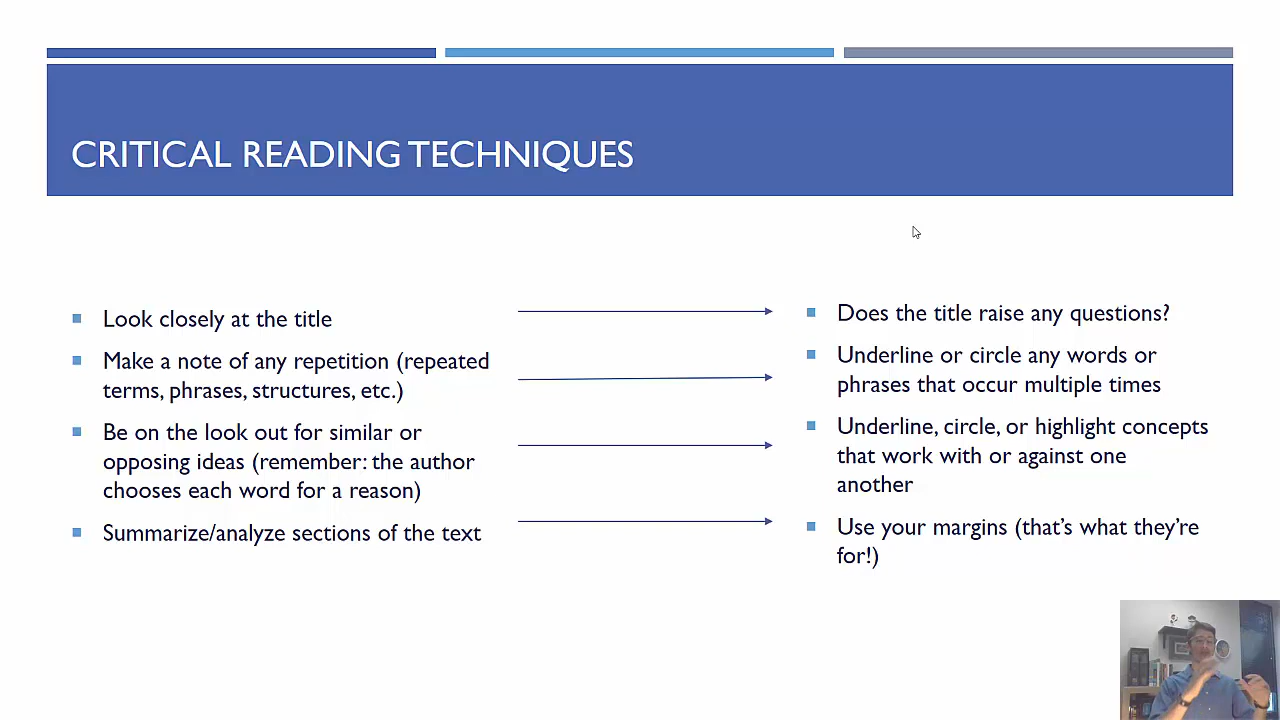 CRITICAL READING TECHNIQUES
Look closely at the title
Make a note of any repetition (repeated
terms, phrases, structures, etc.)
Be on the look out for similar or
opposing ideas (remember: the author
chooses each word for a reason)
Summarize/analyze sections of the text
Does the title raise any questions?
Underline or circle any words or
phrases that occur multiple times
Underline, circle, or highlight concepts
that work with or against one
another
Use your margins (that’s what they’re
for!)